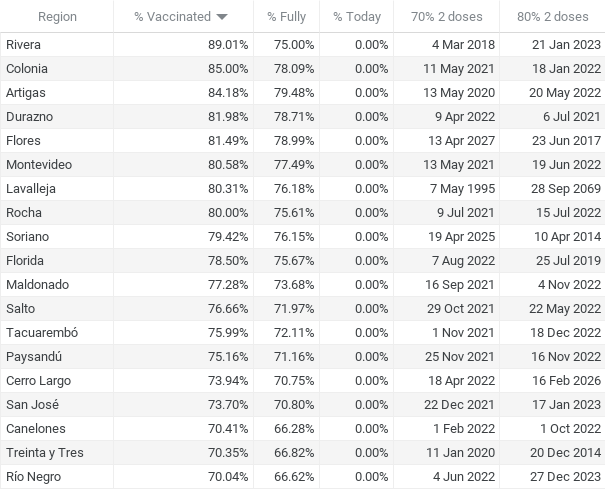 Region % Vaccinated % Fully % Today 70% 2 doses 80% 2 doses
Rivera 89.01% 75.00% 0.00% 4 Mar 2018 21 Jan 2023
Colonia 85.00% 78.09% 0.00% 11 May 2021 18 Jan 2022
Artigas 84.18% 79.48% 0.00% 13 May 2020 20 May 2022
Durazno 81.98% 78.71% 0.00% 9 Apr 2022 6 Jul 2021
Flores 81.49% 78.99% 0.00% 13 Apr 2027 23 Jun 2017
Montevideo 80.58% 77.49% 0.00% 13 May 2021 19 Jun 2022
Lavalleja 80.31% 76.18% 0.00% 7 May 1995 28 Sep 2069
Rocha 80.00% 75.61% 0.00% 9 Jul 2021 15 Jul 2022
Soriano 79.42% 76.15% 0.00% 19 Apr 2025 10 Apr 2014
Florida 78.50% 75.67% 0.00% 7 Aug 2022 25 Jul 2019
Maldonado 77.28% 73.68% 0.00% 16 Sep 2021 4 Nov 2022
Salto 76.66% 71.97% 0.00% 29 Oct 2021 22 May 2022
Tacuarembó 75.99% 72.11% 0.00% 1 Nov 2021 18 Dec 2022
Paysandú 75.16% 71.16% 0.00% 25 Nov 2021 16 Nov 2022
Cerro Largo 73.94% 70.75% 0.00% 18 Apr 2022 16 Feb 2026
San José 73.70% 70.80% 0.00% 22 Dec 2021 17 Jan 2023
Canelones 70.41% 66.28% 0.00% 1 Feb 2022 1 Oct 2022
Treinta y Tres 70.35% 66.82% 0.00% 11 Jan 2020 20 Dec 2014
Río Negro 70.04% 66.62% 0.00% 4 Jun 2022 27 Dec 2023